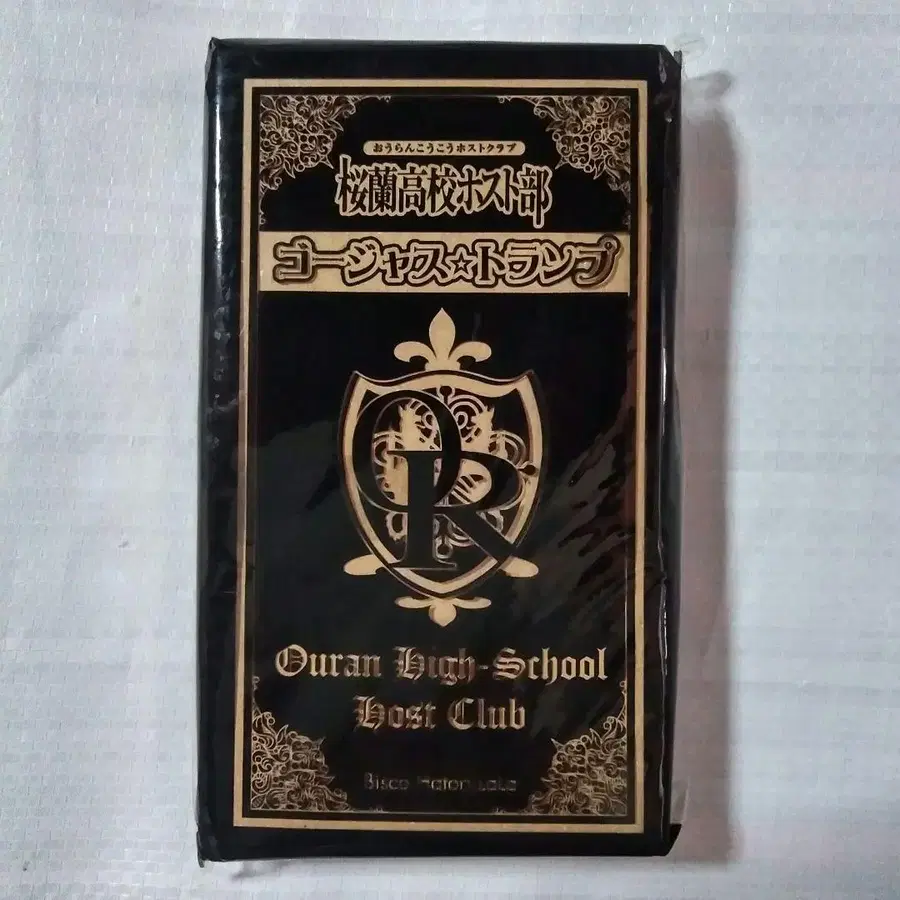 おうらんこうこうホストクラブ
桜蘭高校ホスト部
ゴージャス☆トランプ
OR
Ouran High-School
Host Club
Bisco Hatori